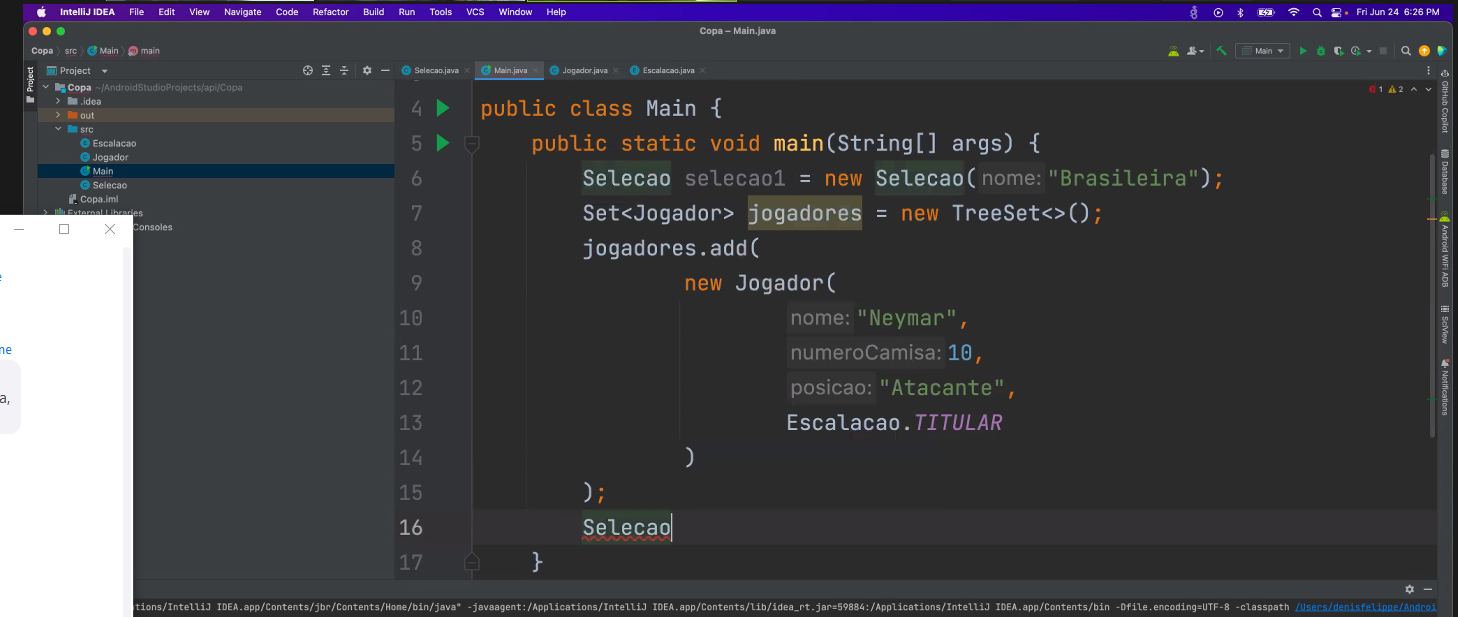 IntelliJ IDEA File Edit View Navigate Code Refactor Build Run Tools VCS Window Help Fri Jun 24 6:26 PM
Copa – Main.java
Copa src Main main Main
Project Selecao.java Main.java Jogador.java Escalacao.java
Project
Copa ~/AndroidStudioProjects/api/Copa
.idea
out
src
Escalacao
Jogador
Main
Selecao
Copa.iml
External Libraries
Consoles
e
ne
a,
1 2
4 public class Main {
5 public static void main(String[] args) {
6 Selecao selecao1 = new Selecao( nome: "Brasileira");
7 Set<Jogador> jogadores = new TreeSet<>();
8 jogadores.add(
9 new Jogador(
10 nome: "Neymar",
11 numeroCamisa: 10,
12 posicao: "Atacante",
13 Escalacao.TITULAR
14 )
15 );
16 Selecao
17 }
GitHub Copilot
Database
Android WiFi ADB
SciView
Notifications
ations/IntelliJ IDEA.app/Contents/jbr/Contents/Home/bin/java" -javaagent:/Applications/IntelliJ IDEA.app/Contents/lib/idea_rt.jar=59884:/Applications/IntelliJ IDEA.app/Contents/bin -Dfile.encoding=UTF-8 -classpath /Users/denisfelippe/Androi